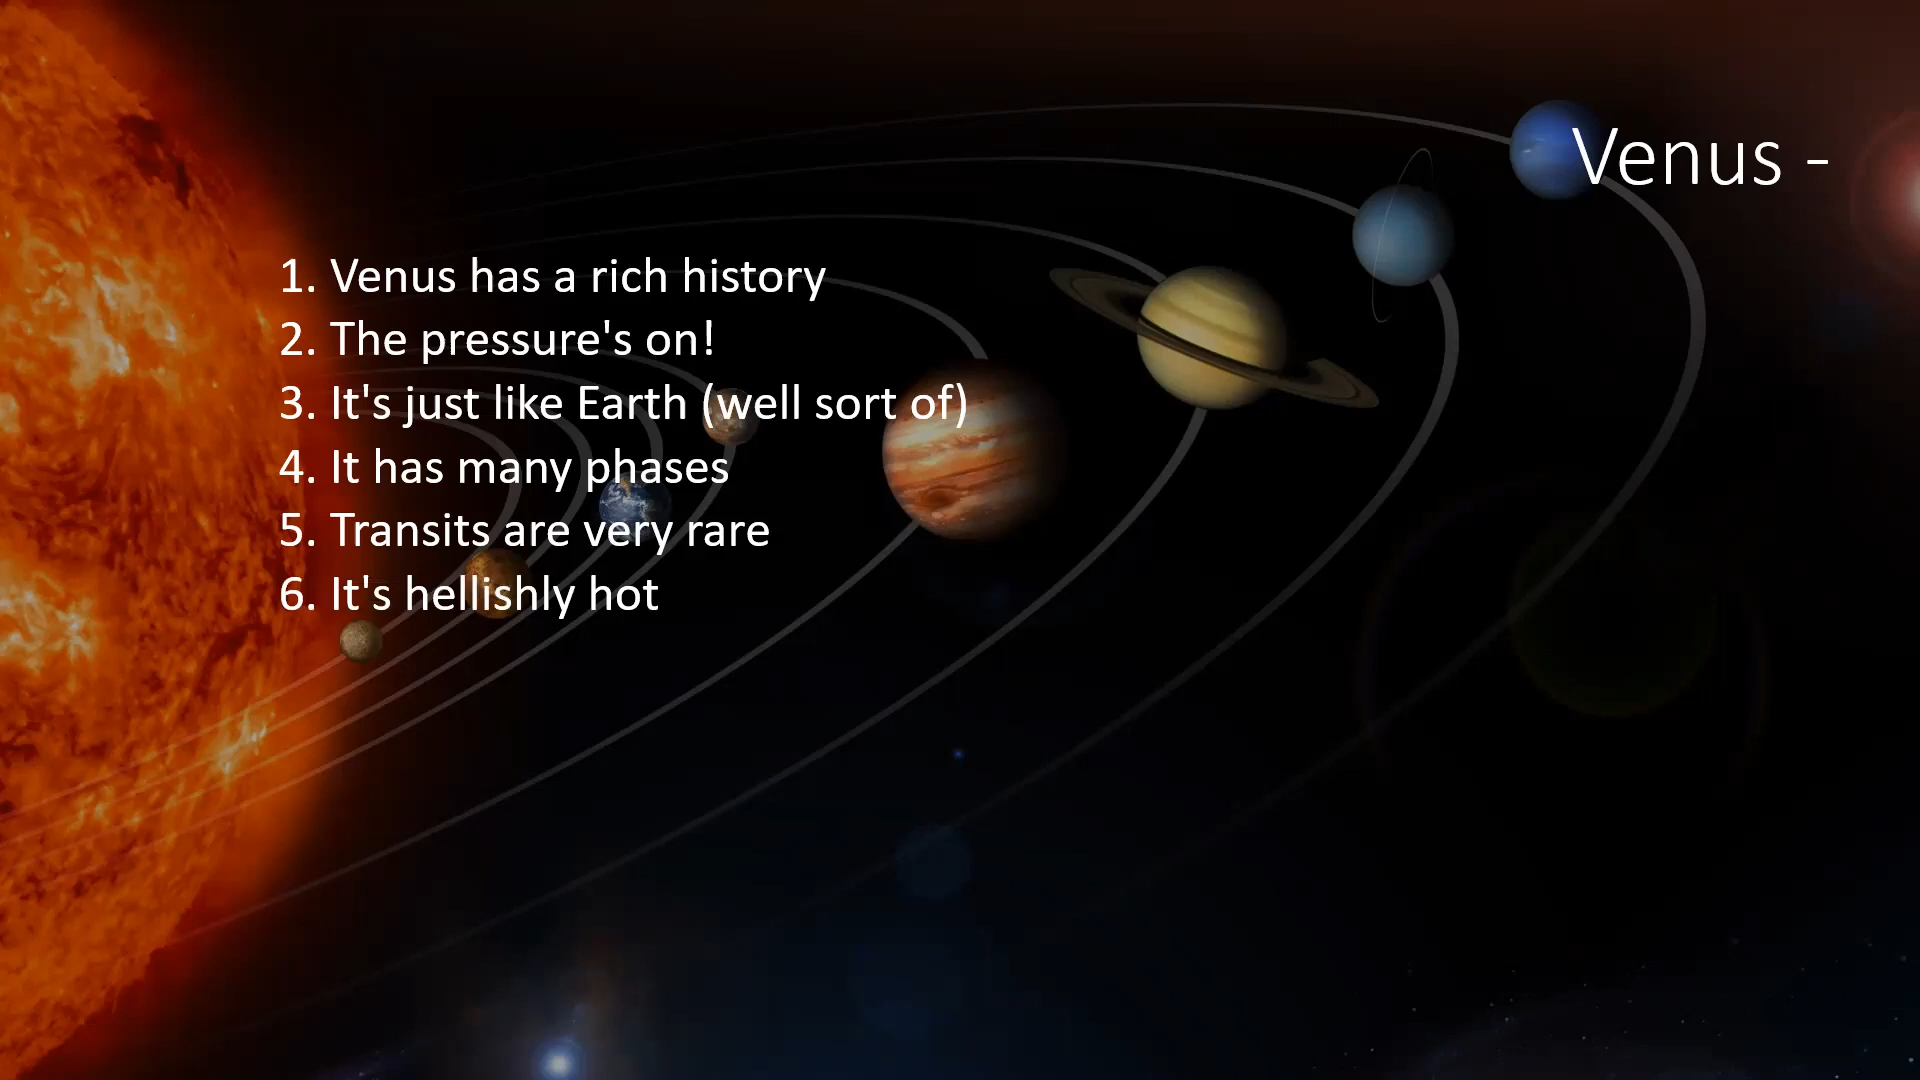 Venus -
1. Venus has a rich history
2. The pressure's on!
3. It's just like Earth (well sort of)
4. It has many phases
5. Transits are very rare
6. It's hellishly hot